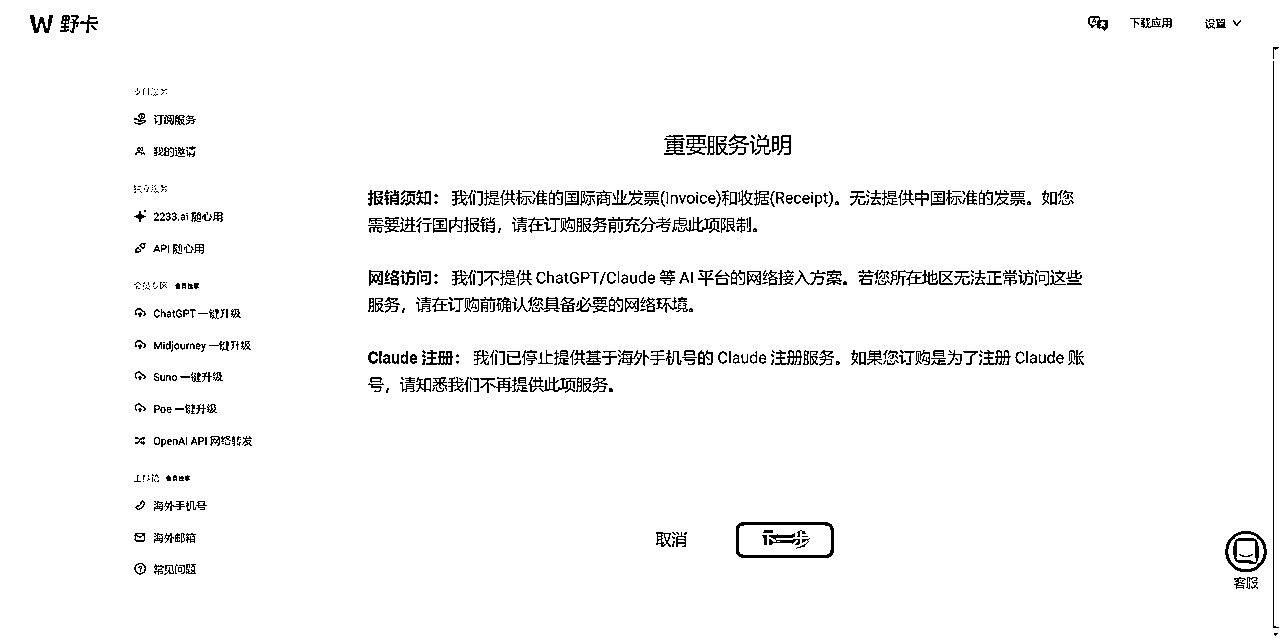 W 野卡
下载应用
设置
订阅服务
我的邀请
2233.ai 随心用
API 随心用
会员专区
ChatGPT 一键升级
Midjourney 一键升级
Suno 一键升级
Poe 一键升级
OpenAI API 网络转发
海外手机号
海外邮箱
常见问题
重要服务说明
报销须知： 我们提供标准的国际商业发票(Invoice)和收据(Receipt)。无法提供中国标准的发票。如您
需要进行国内报销，请在订购服务前充分考虑此项限制。
网络访问： 我们不提供 ChatGPT/Claude 等 AI 平台的网络接入方案。若您所在地区无法正常访问这些
服务，请在订购前确认您具备必要的网络环境。
Claude 注册： 我们已停止提供基于海外手机号的 Claude 注册服务。如果您订购是为了注册 Claude 账
号，请知悉我们不再提供此项服务。
取消
下一步
客服